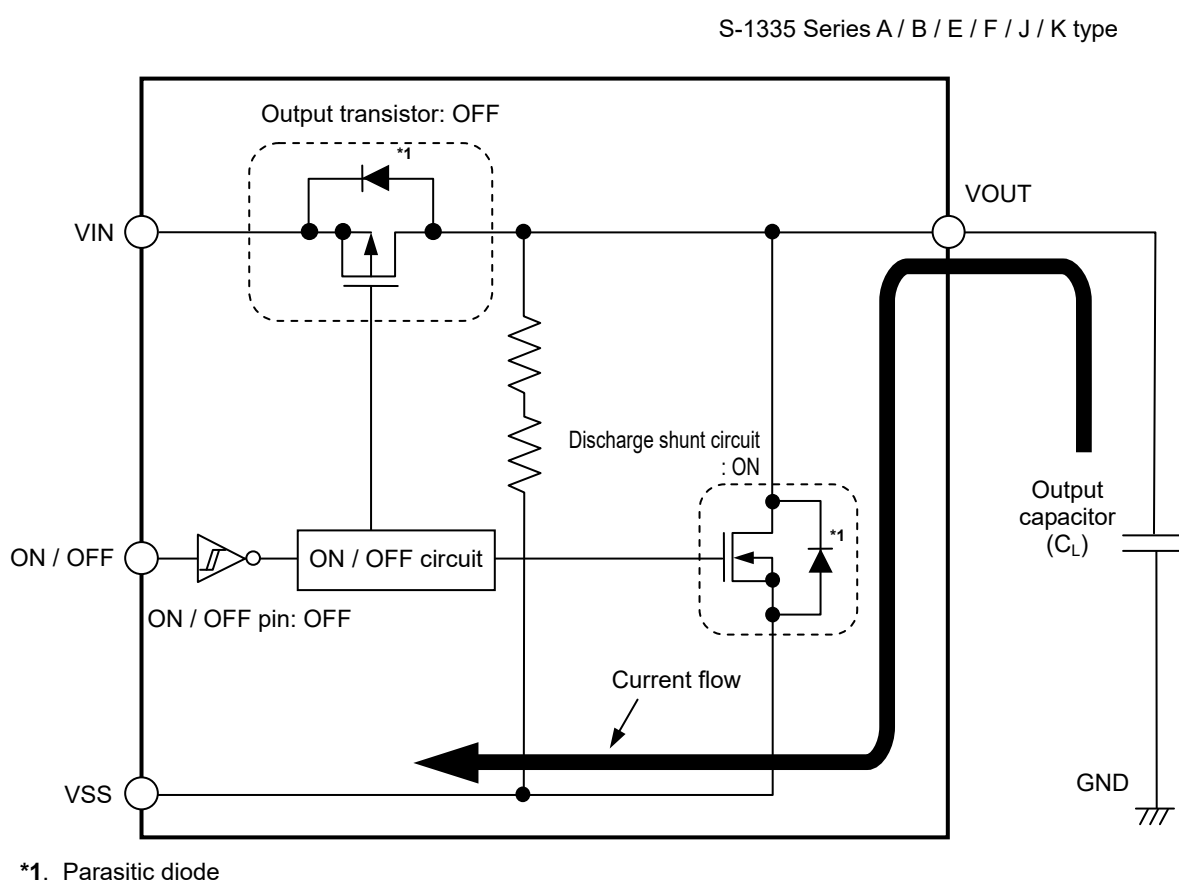 S-1335 Series A / B / E / F / J / K type
Output transistor: OFF
*1
VOUT
VIN
Discharge shunt circuit
: ON
Output
capacitor
(CL)
*1
ON / OFF
ON / OFF circuit
ON / OFF pin: OFF
Current flow
GND
VSS
*1. Parasitic diode